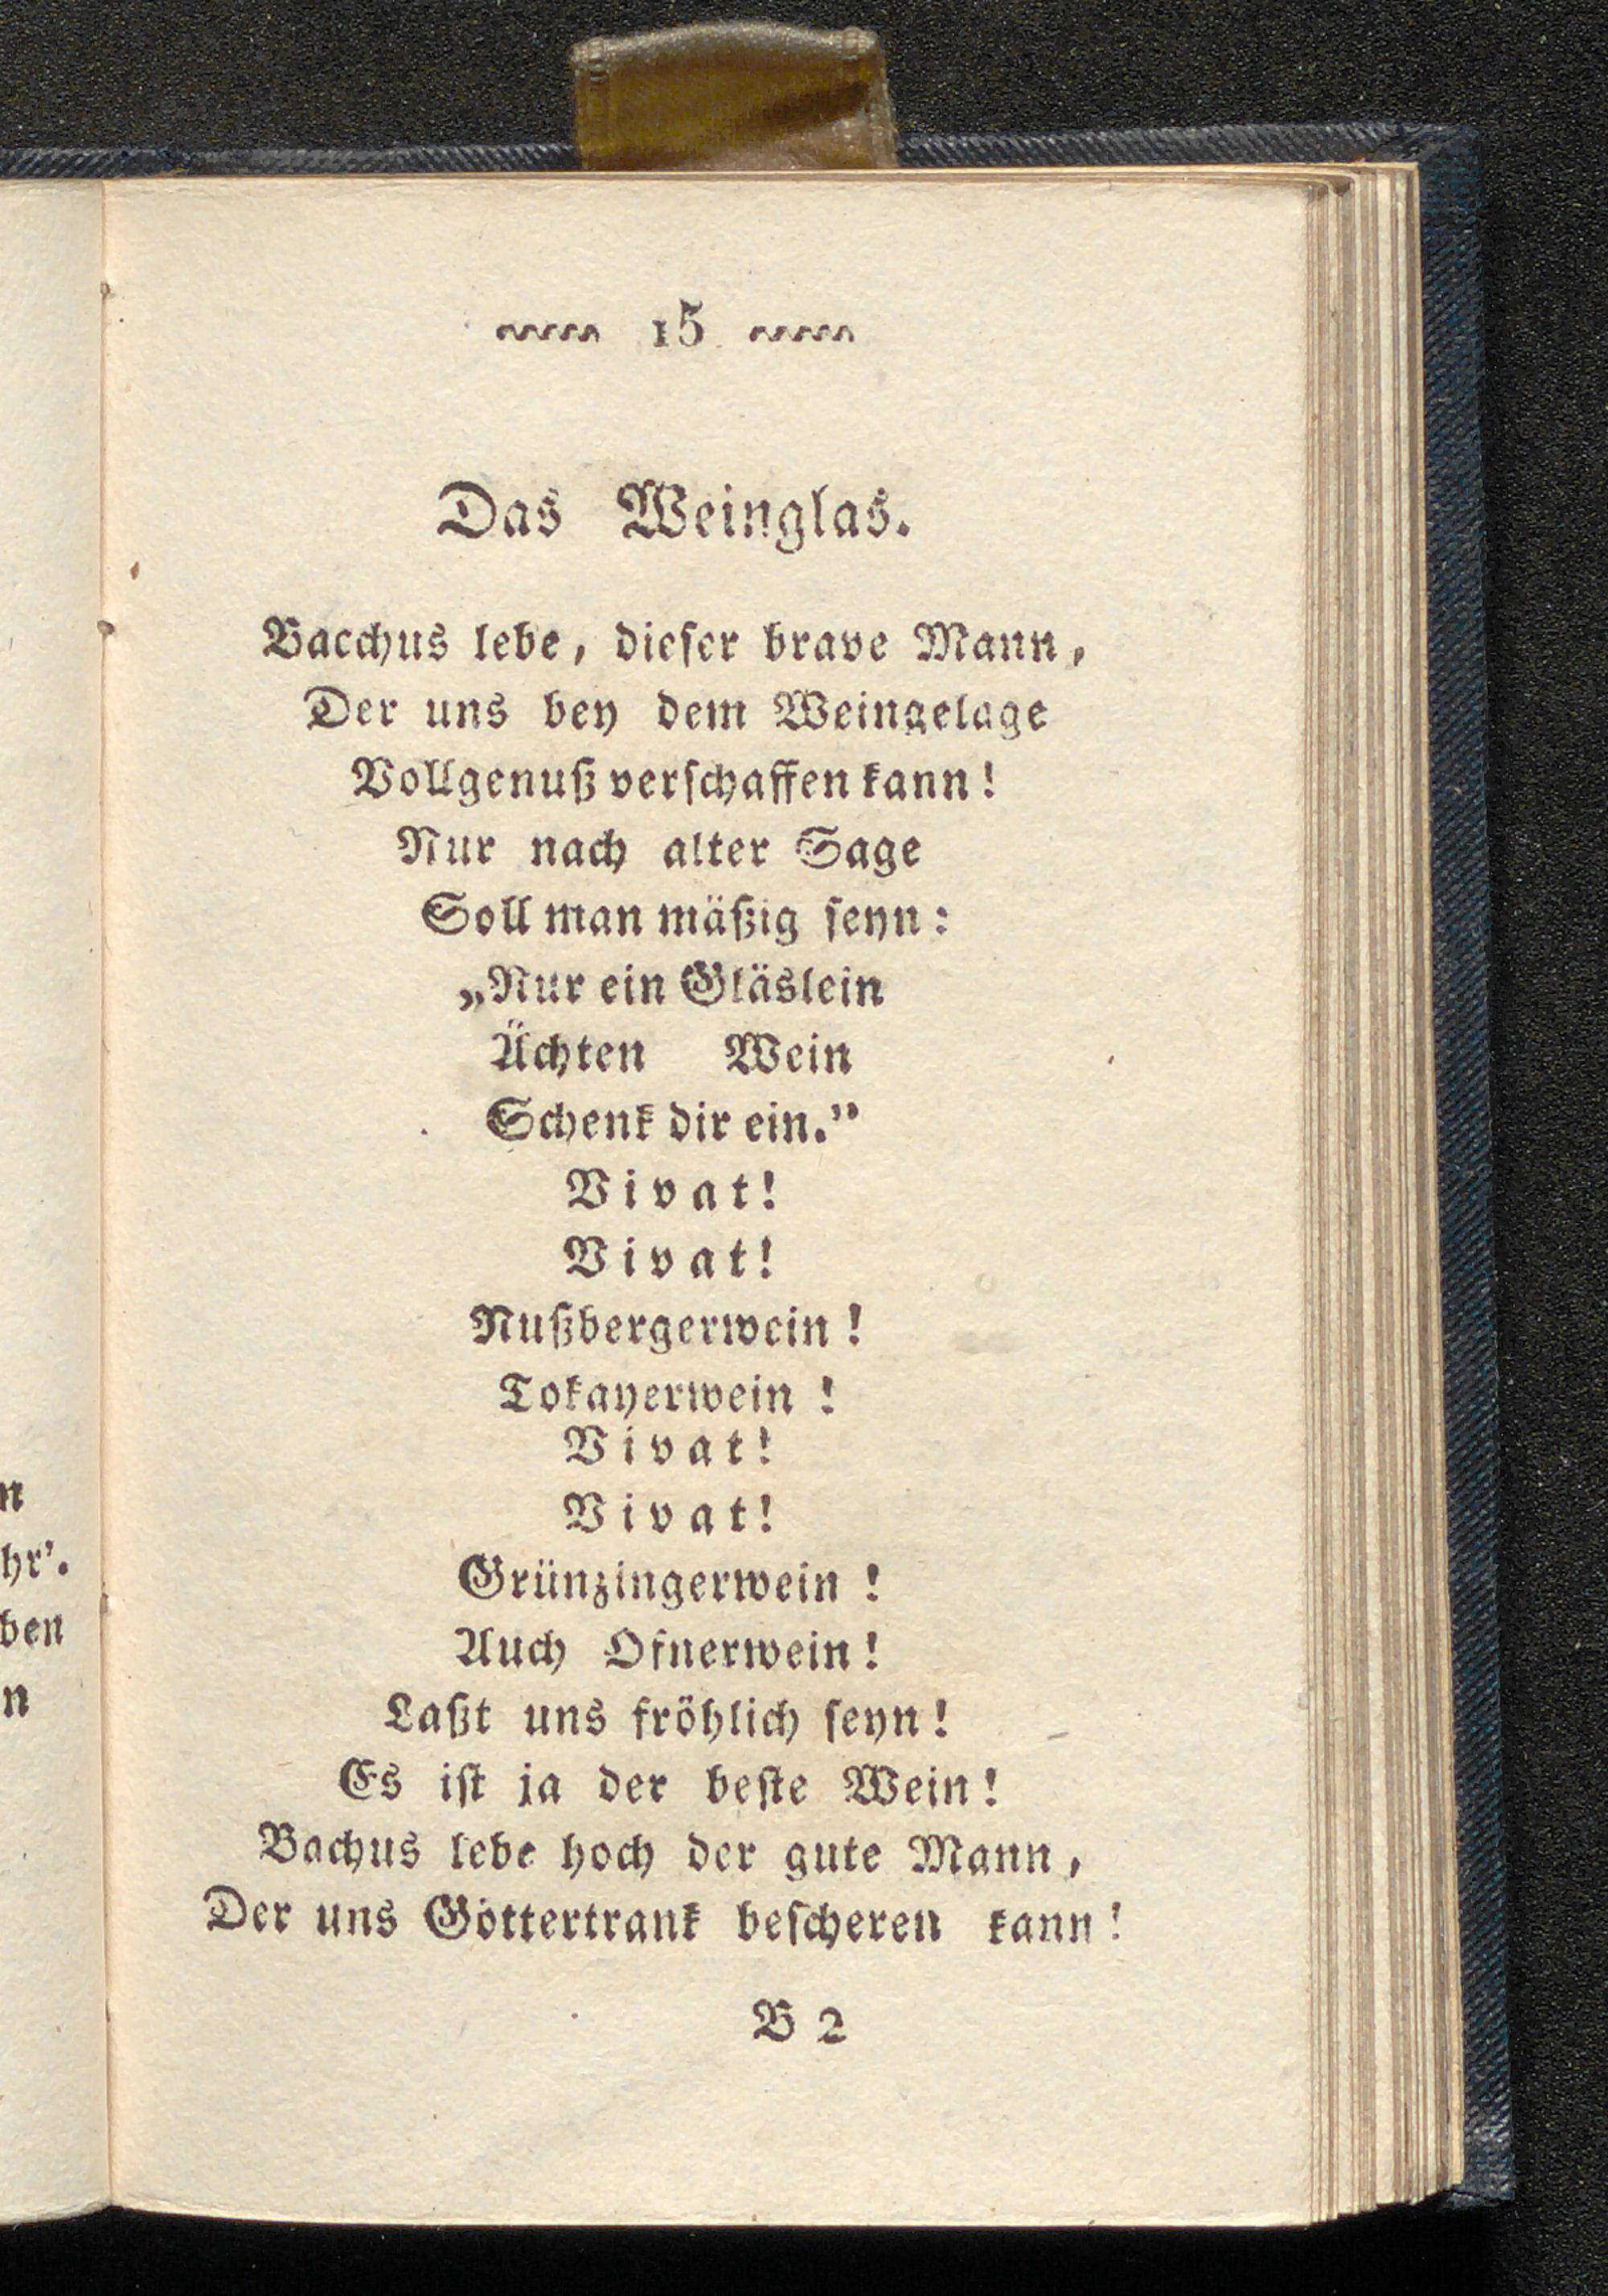 15
Das Weinglas.
Bacchus lebe, dieſer brave Mann,
Der uns bey dem Weingelage
Vollgenuß verſchaffen kann!
Nur nach alter Sage
Soll man mäßig ſeyn:
„Nur ein Gläslein
Ächten Wein
Schenk dir ein.”
Vivat!
Vivat!
Nußbergerwein!
Tokayerwein!
Vivat!
Vivat!
Grünzingerwein!
Auch Ofnerwein!
Laßt uns fröhlich ſeyn!
Es iſt ja der beſte Wein!
Bachus lebe hoch der gute Mann,
Der uns Göttertrank beſcheren kann!
B 2